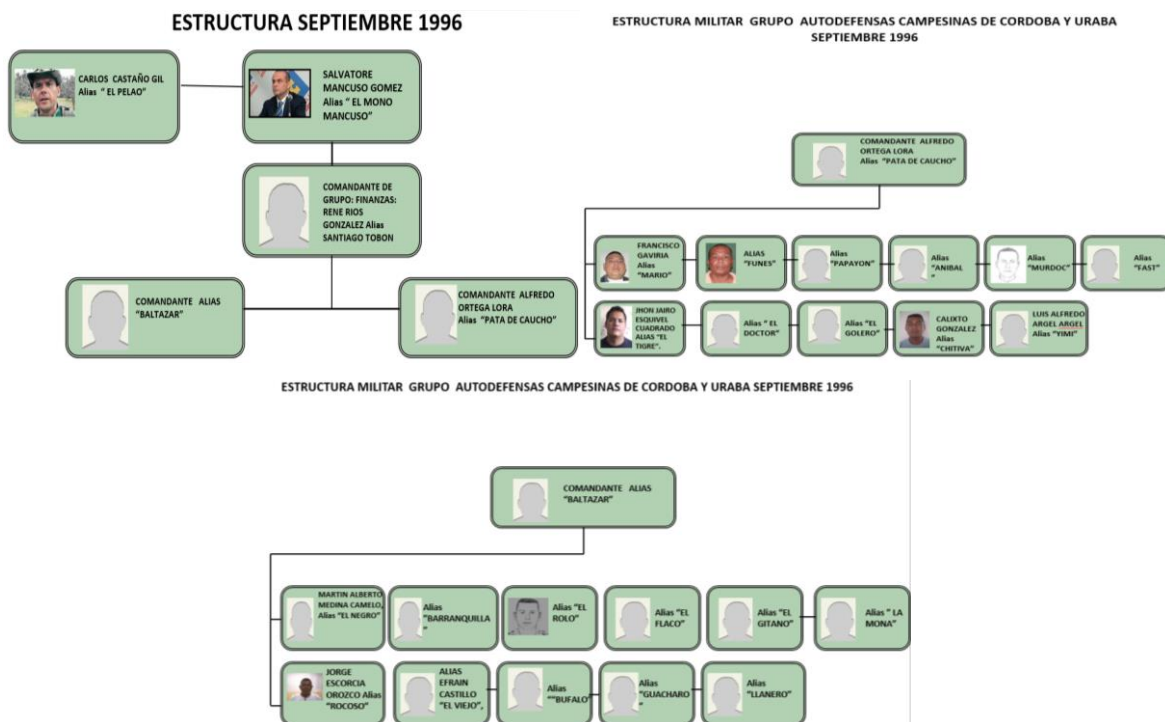 ESTRUCTURA SEPTIEMBRE 1996
CARLOS CASTAÑO GIL
Alias " EL PELAO"
SALVATORE
MANCUSO GOMEZ
Alias " EL MONO
MANCUSO"
COMANDANTE DE
GRUPO: FINANZAS:
RENE RIOS
GONZALEZ Alias
SANTIAGO TOBON
COMANDANTE ALIAS
"BALTAZAR"
COMANDANTE ALFREDO
ORTEGA LORA
Alias "PATA DE CAUCHO"
ESTRUCTURA MILITAR GRUPO AUTODEFENSAS CAMPESINAS DE CORDOBA Y URABA
SEPTIEMBRE 1996
COMANDANTE ALFREDO
ORTEGA LORA
Alias "PATA DE CAUCHO"
FRANCISCO
GAVIRIA
Alias
"MARIO"
ALIAS
"FUNES"
Alias
"PAPAYON"
Alias
"ANIBAL"
Alias
"MURDOC"
Alias
"FAST"
JHON JAIRO
ESQUIVEL
CUADRADO
ALIAS "EL
TIGRE",
Alias " EL
DOCTOR"
Alias "EL
GOLERO"
CALIXTO
GONZALEZ
Alias
"CHITIVA"
LUIS ALFREDO
ARGEL ARGEL
Alias "YIMI"
ESTRUCTURA MILITAR GRUPO AUTODEFENSAS CAMPESINAS DE CORDOBA Y URABA SEPTIEMBRE 1996
COMANDANTE ALIAS
"BALTAZAR"
MARTIN ALBERTO
MEDINA CAMELO,
Alias "EL NEGRO"
Alias
"BARRANQUILLA
"
Alias "EL
ROLO"
Alias "EL
FLACO"
Alias "EL
GITANO"
Alias " LA
MONA"
JORGE
ESCORCIA
OROZCO Alias
"ROCOSO"
ALIAS
EFRAIN
CASTILLO
"EL VIEJO",
Alias
""BUFALO"
Alias
"GUACHARO
"
Alias
"LLANERO"